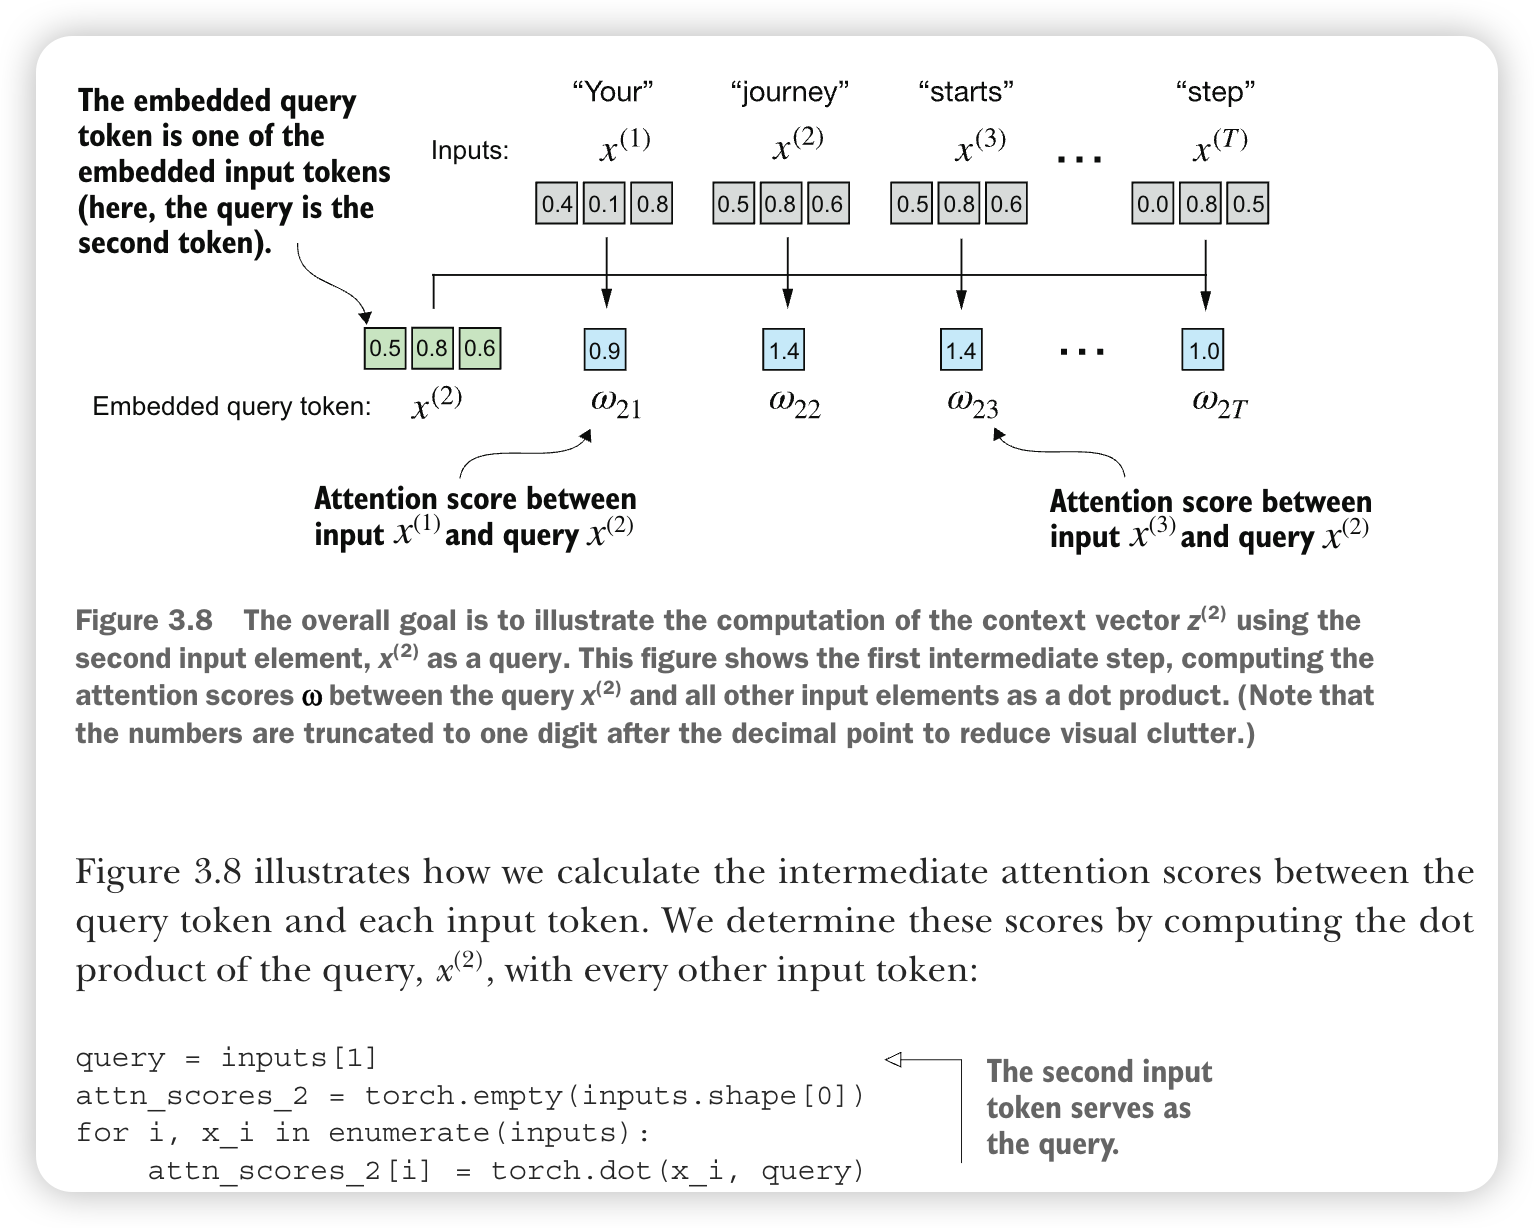 The embedded query
token is one of the
embedded input tokens
(here, the query is the
second token).
“Your” “journey” “starts” “step”
Inputs: x(1) x(2) x(3) ... x(T)
0.4 0.1 0.8 0.5 0.8 0.6 0.5 0.8 0.6 0.0 0.8 0.5
0.5 0.8 0.6 0.9 1.4 1.4 ... 1.0
Embedded query token: x(2) ω21 ω22 ω23 ω2T
Attention score between
input x(1) and query x(2)
Attention score between
input x(3) and query x(2)
Figure 3.8 The overall goal is to illustrate the computation of the context vector z(2) using the
second input element, x(2) as a query. This figure shows the first intermediate step, computing the
attention scores ω between the query x(2) and all other input elements as a dot product. (Note that
the numbers are truncated to one digit after the decimal point to reduce visual clutter.)
Figure 3.8 illustrates how we calculate the intermediate attention scores between the
query token and each input token. We determine these scores by computing the dot
product of the query, x(2), with every other input token:
query = inputs[1]
attn_scores_2 = torch.empty(inputs.shape[0])
for i, x_i in enumerate(inputs):
    attn_scores_2[i] = torch.dot(x_i, query)
The second input
token serves as
the query.